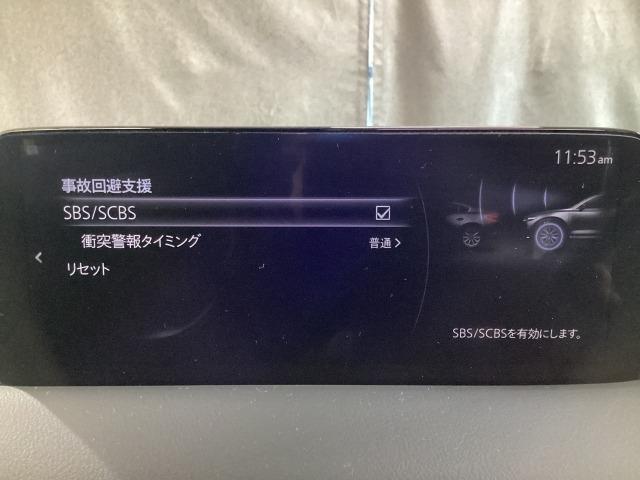 11:53am
事故回避支援
SBS/SCBS
衝突警報タイミング 普通
リセット
SBS/SCBSを有効にします。